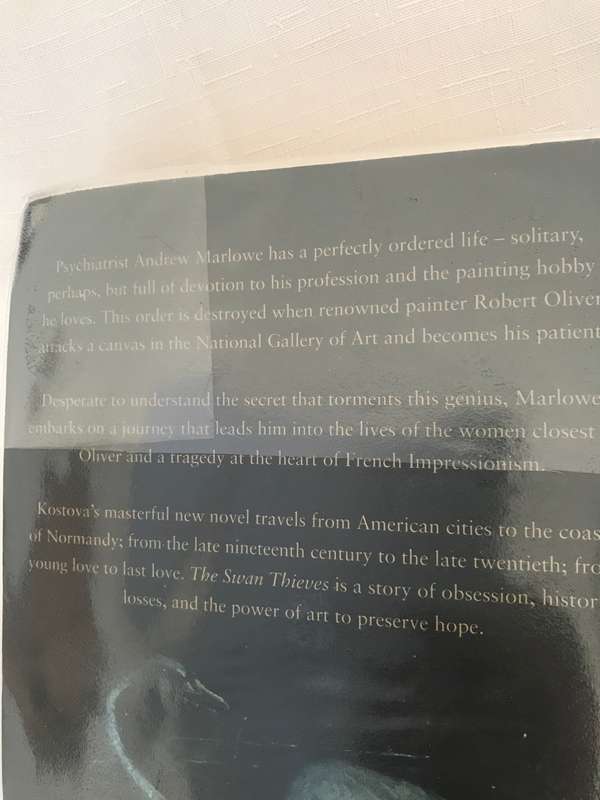 Psychiatrist Andrew Marlowe has a perfectly ordered life – solitary,
perhaps, but full of devotion to his profession and the painting hobby
he loves. This order is destroyed when renowned painter Robert Oliver
attacks a canvas in the National Gallery of Art and becomes his patient
Desperate to understand the secret that torments this genius, Marlowe
embarks on a journey that leads him into the lives of the women closest
Oliver and a tragedy at the heart of French Impressionism.
Kostova's masterful new novel travels from American cities to the coas
of Normandy; from the late nineteenth century to the late twentieth; fro
young love to last love. The Swan Thieves is a story of obsession, histor
losses, and the power of art to preserve hope.